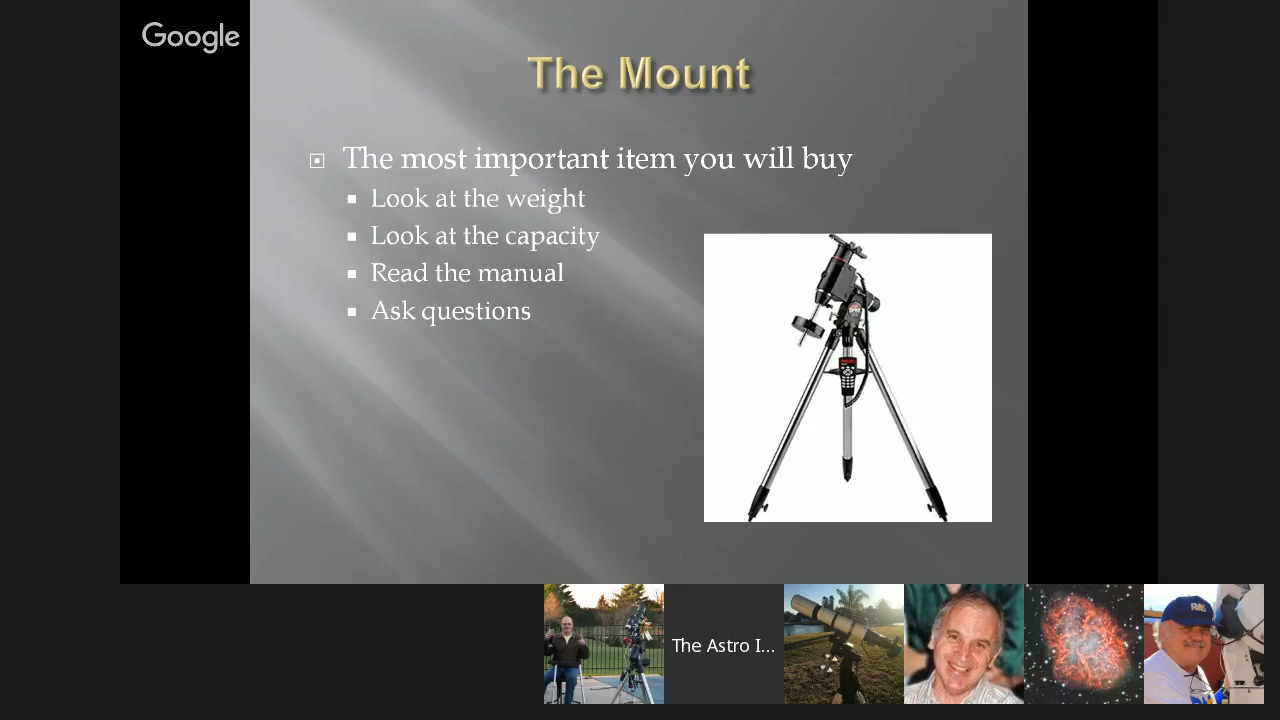 Google
The Mount
The most important item you will buy
Look at the weight
Look at the capacity
Read the manual
Ask questions
The Astro I...
RAS